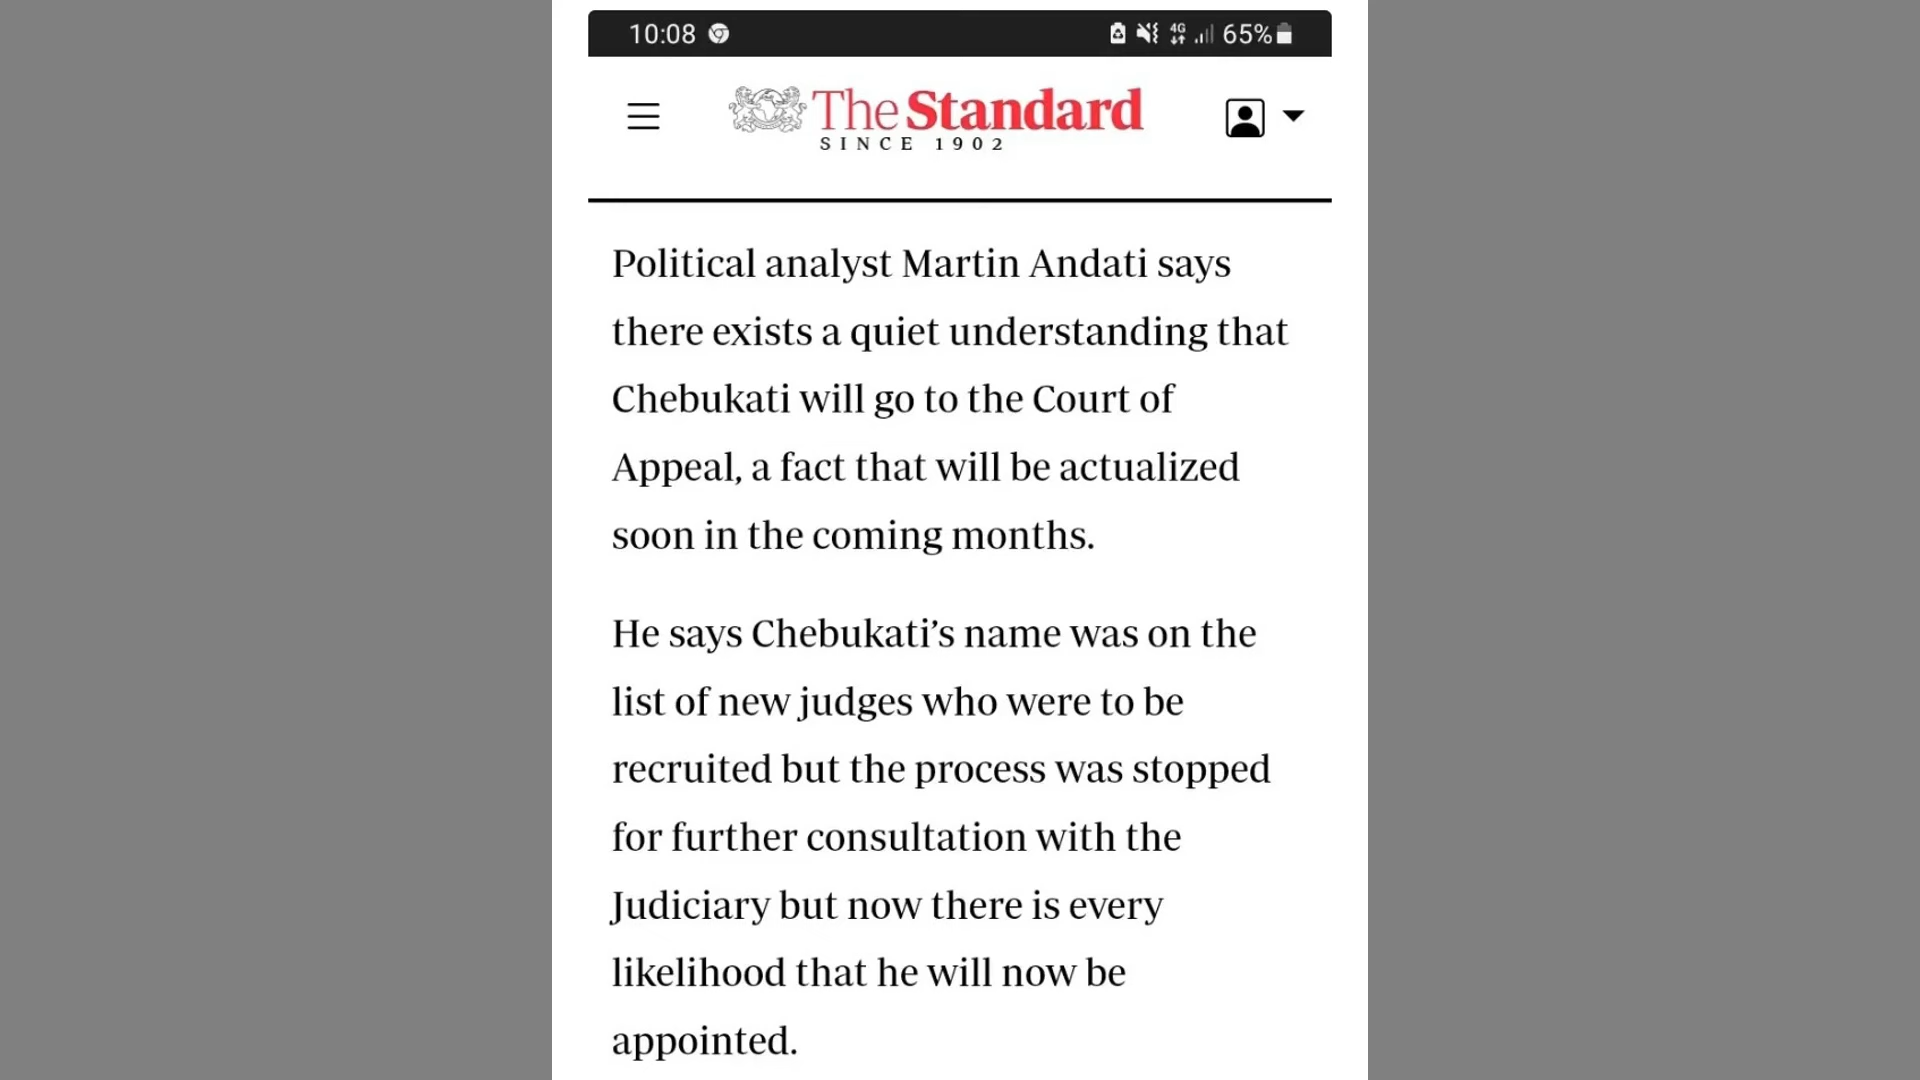 10:08 4G 65%
The Standard
SINCE 1902
Political analyst Martin Andati says
there exists a quiet understanding that
Chebukati will go to the Court of
Appeal, a fact that will be actualized
soon in the coming months.
He says Chebukati’s name was on the
list of new judges who were to be
recruited but the process was stopped
for further consultation with the
Judiciary but now there is every
likelihood that he will now be
appointed.